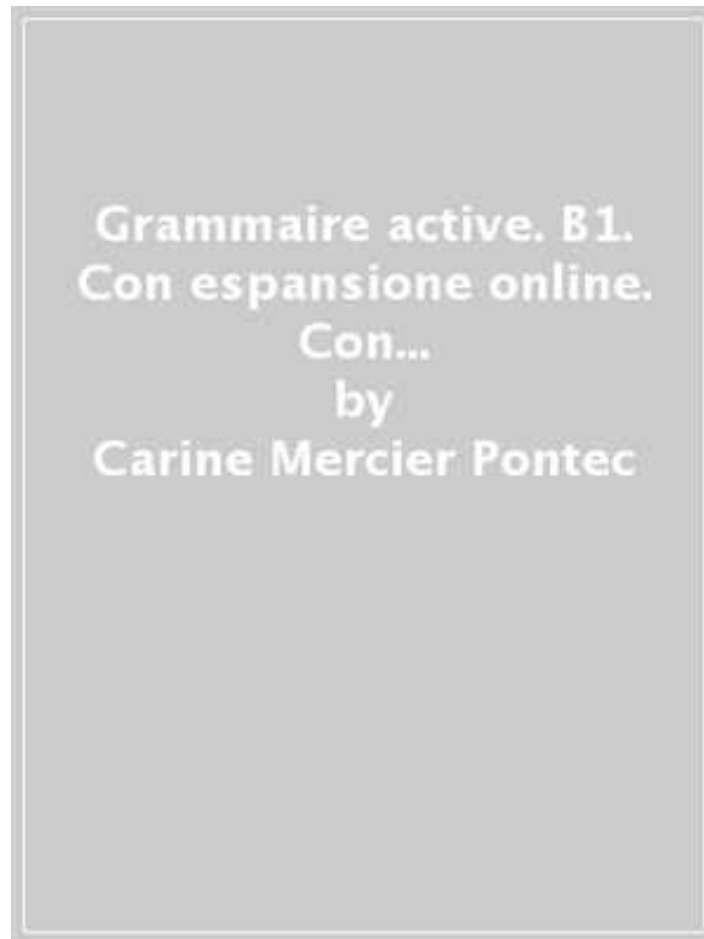 Grammaire active. B1.
Con espansione online.
Con...
by
Carine Mercier Pontec